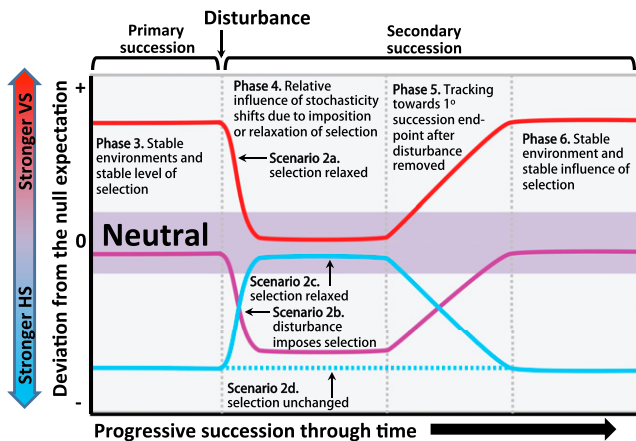 Disturbance
Primary
succession
Secondary
succession
Stronger VS
Stronger HS
Deviation from the null expectation
+
0
-
Phase 3. Stable
environments and
stable level of
selection
Phase 4. Relative
influence of stochasticity
shifts due to imposition
or relaxation of selection
Scenario 2a.
selection relaxed
Phase 5. Tracking
towards 1º
succession end-
point after
disturbance
removed
Phase 6. Stable
environment and
stable influence of
selection
Neutral
Scenario 2c.
selection relaxed
Scenario 2b.
disturbance
imposes selection
Scenario 2d.
selection unchanged
Progressive succession through time